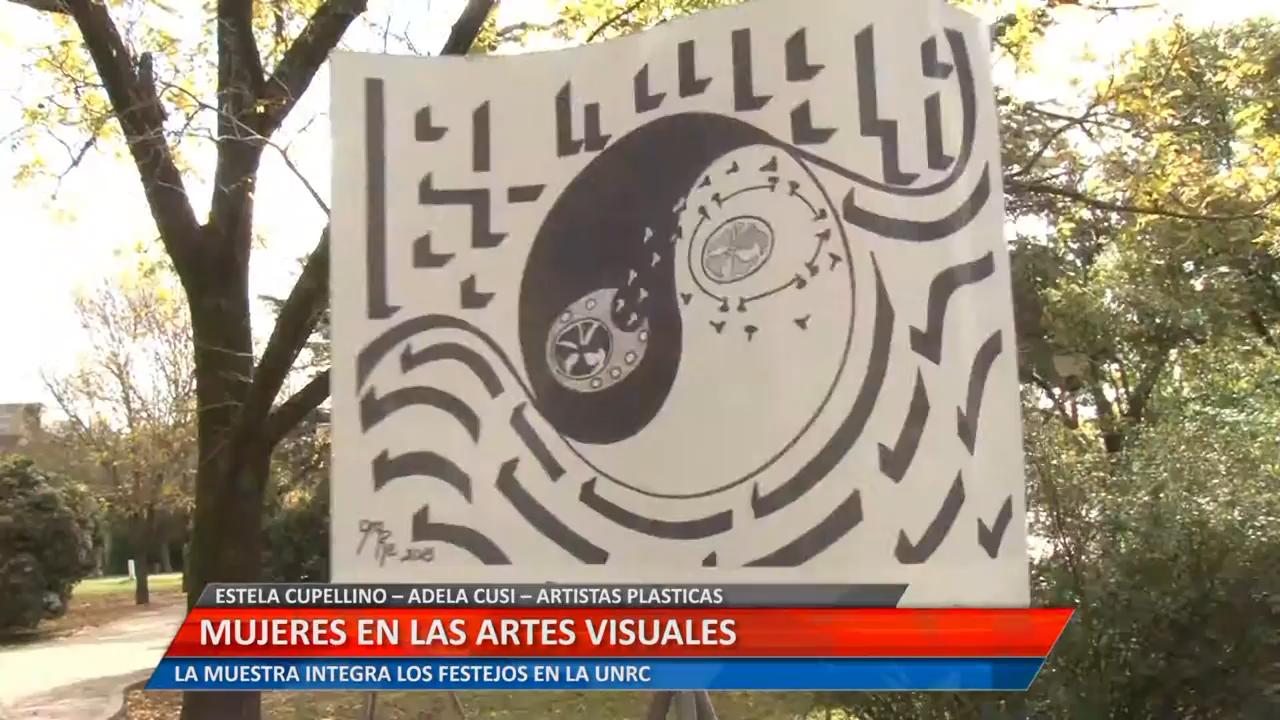 2015
ESTELA CUPELLINO – ADELA CUSI – ARTISTAS PLASTICAS
MUJERES EN LAS ARTES VISUALES
LA MUESTRA INTEGRA LOS FESTEJOS EN LA UNRC